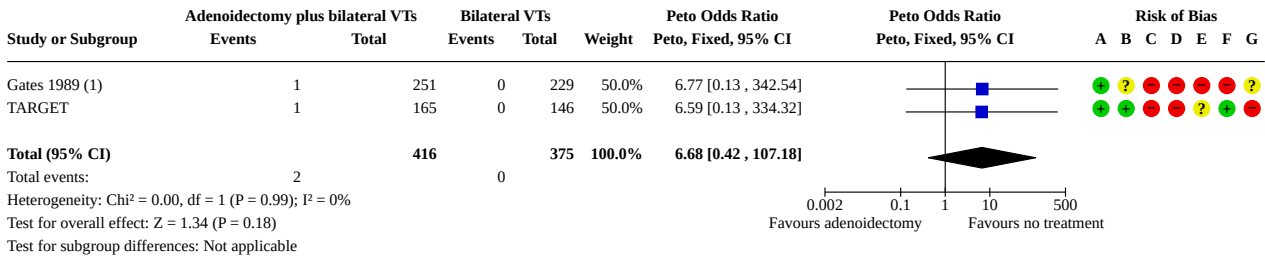 Adenoidectomy plus bilateral VTs Bilateral VTs Peto Odds Ratio Peto Odds Ratio Risk of Bias
Study or Subgroup Events Total Events Total Weight Peto, Fixed, 95% CI Peto, Fixed, 95% CI A B C D E F G
Gates 1989 (1) 1 251 0 229 50.0% 6.77 [0.13 , 342.54] + ? − − − − ?
TARGET 1 165 0 146 50.0% 6.59 [0.13 , 334.32] + + − − ? + −
Total (95% CI) 416 375 100.0% 6.68 [0.42 , 107.18]
Total events: 2 0
Heterogeneity: Chi² = 0.00, df = 1 (P = 0.99); I² = 0%
0.002 0.1 1 10 500
Test for overall effect: Z = 1.34 (P = 0.18)
Favours adenoidectomy Favours no treatment
Test for subgroup differences: Not applicable